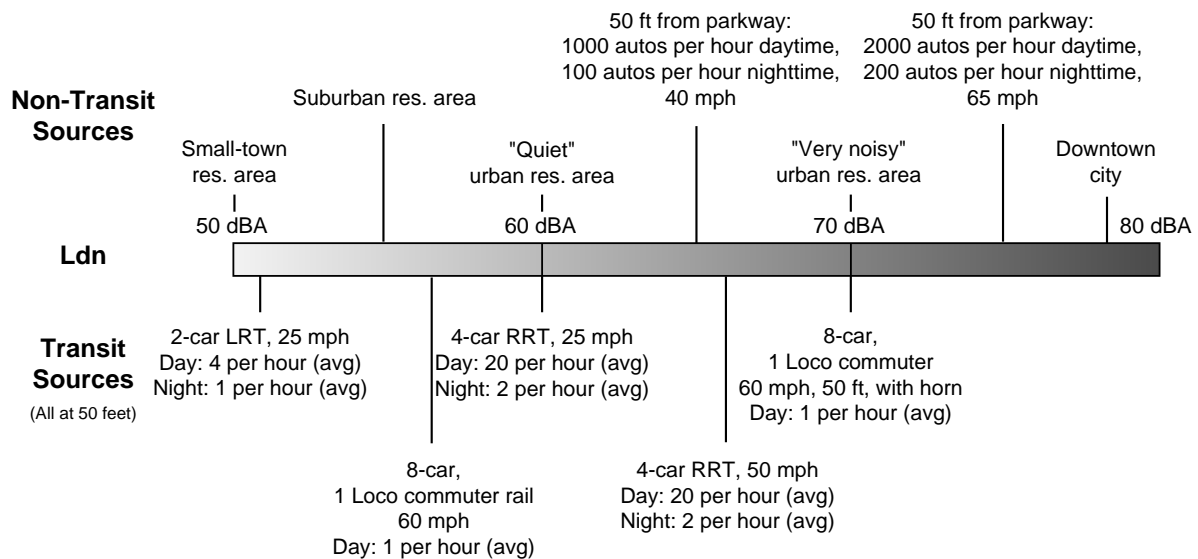 50 ft from parkway:
1000 autos per hour daytime,
100 autos per hour nighttime,
40 mph
50 ft from parkway:
2000 autos per hour daytime,
200 autos per hour nighttime,
65 mph
Non-Transit
Sources
Suburban res. area
Small-town
res. area
"Quiet"
urban res. area
"Very noisy"
urban res. area
Downtown
city
50 dBA
60 dBA
70 dBA
80 dBA
Ldn
Transit
Sources
(All at 50 feet)
2-car LRT, 25 mph
Day: 4 per hour (avg)
Night: 1 per hour (avg)
4-car RRT, 25 mph
Day: 20 per hour (avg)
Night: 2 per hour (avg)
8-car,
1 Loco commuter
60 mph, 50 ft, with horn
Day: 1 per hour (avg)
8-car,
1 Loco commuter rail
60 mph
Day: 1 per hour (avg)
4-car RRT, 50 mph
Day: 20 per hour (avg)
Night: 2 per hour (avg)